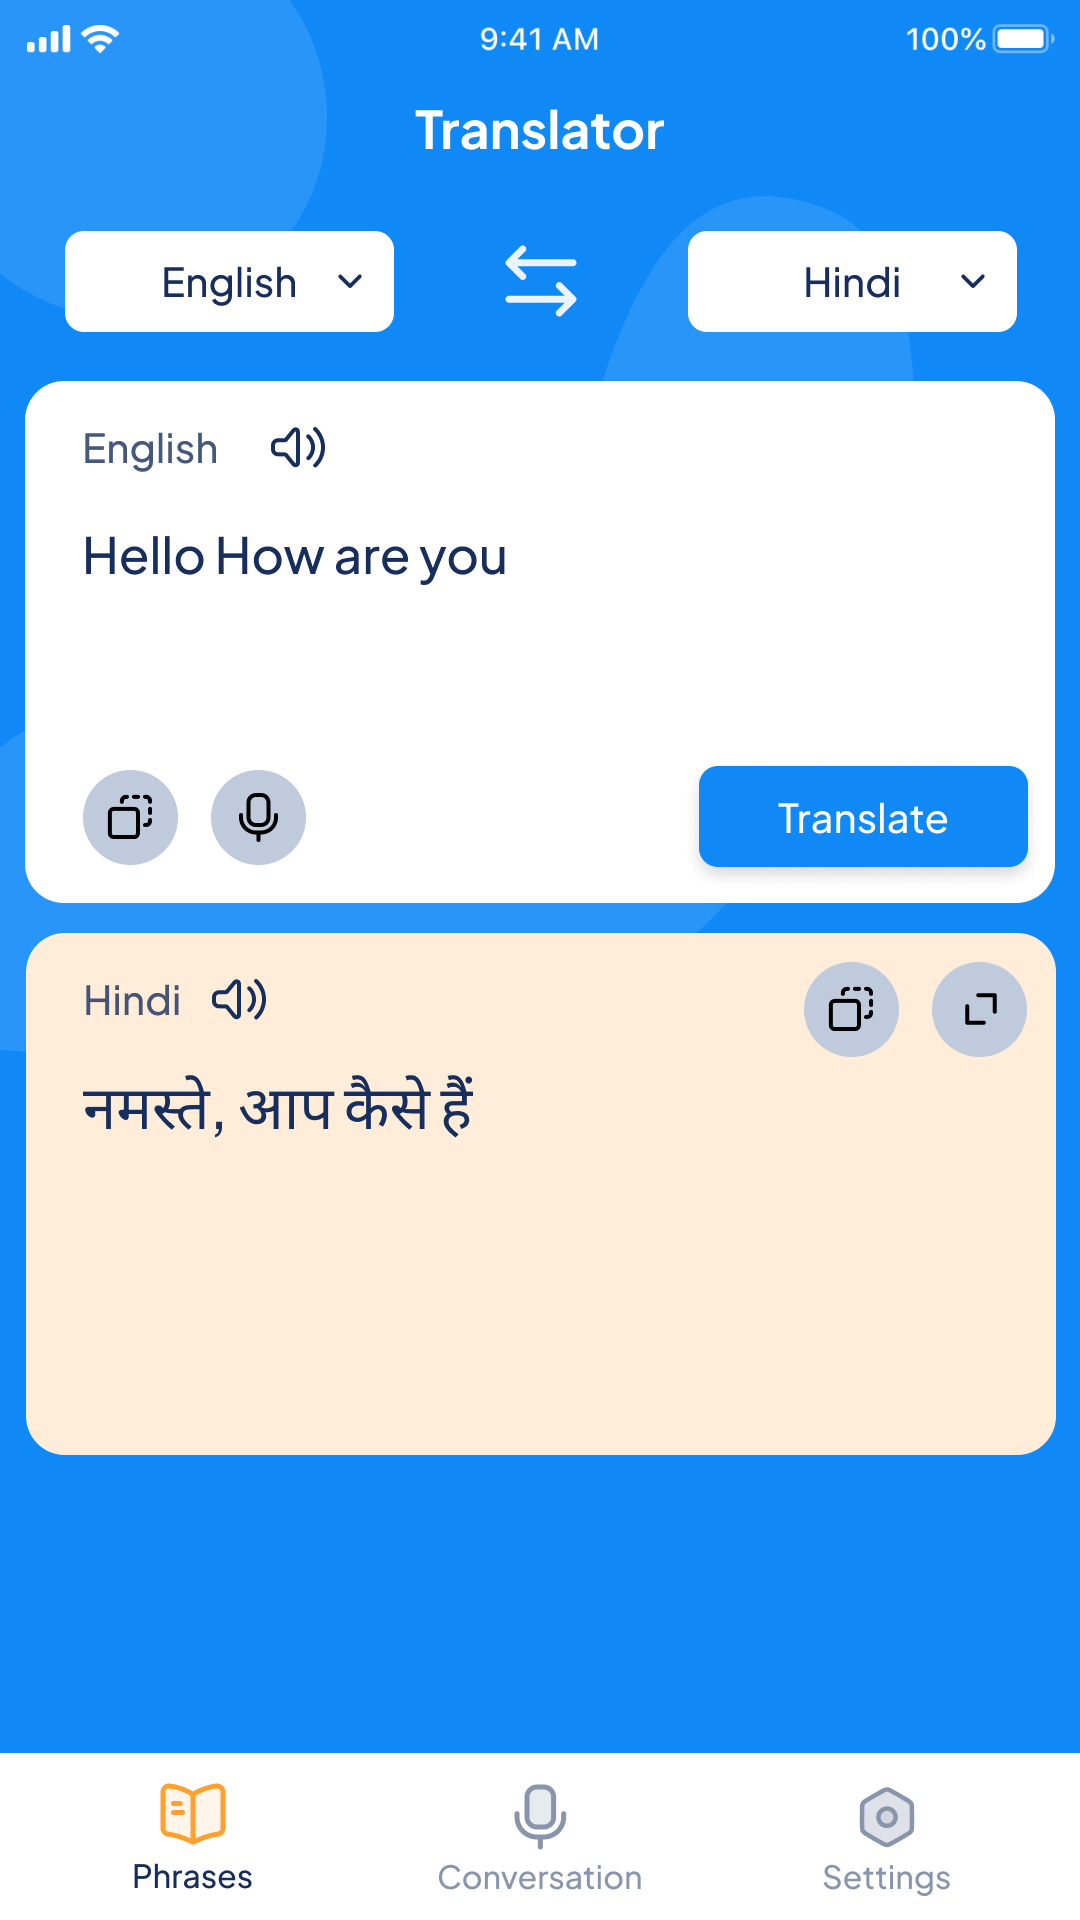 9:41 AM
100%
Translator
English
Hindi
English
Hello How are you
Translate
Hindi
नमस्ते, आप कैसे हैं
Phrases
Conversation
Settings